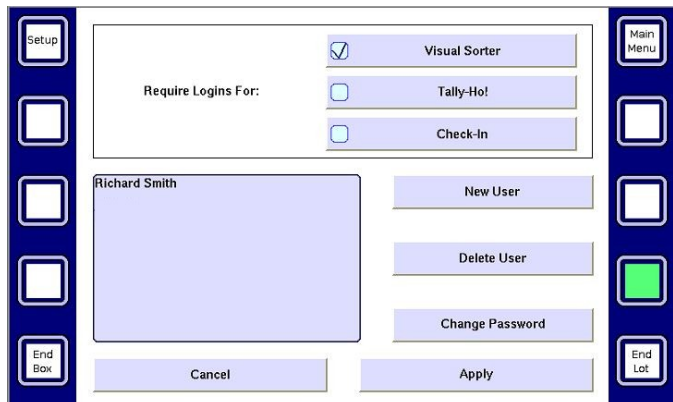 Setup
Main
Menu
Visual Sorter
Require Logins For:
Tally-Ho!
Check-In
Richard Smith
New User
Delete User
Change Password
End
Box
Cancel
Apply
End
Lot